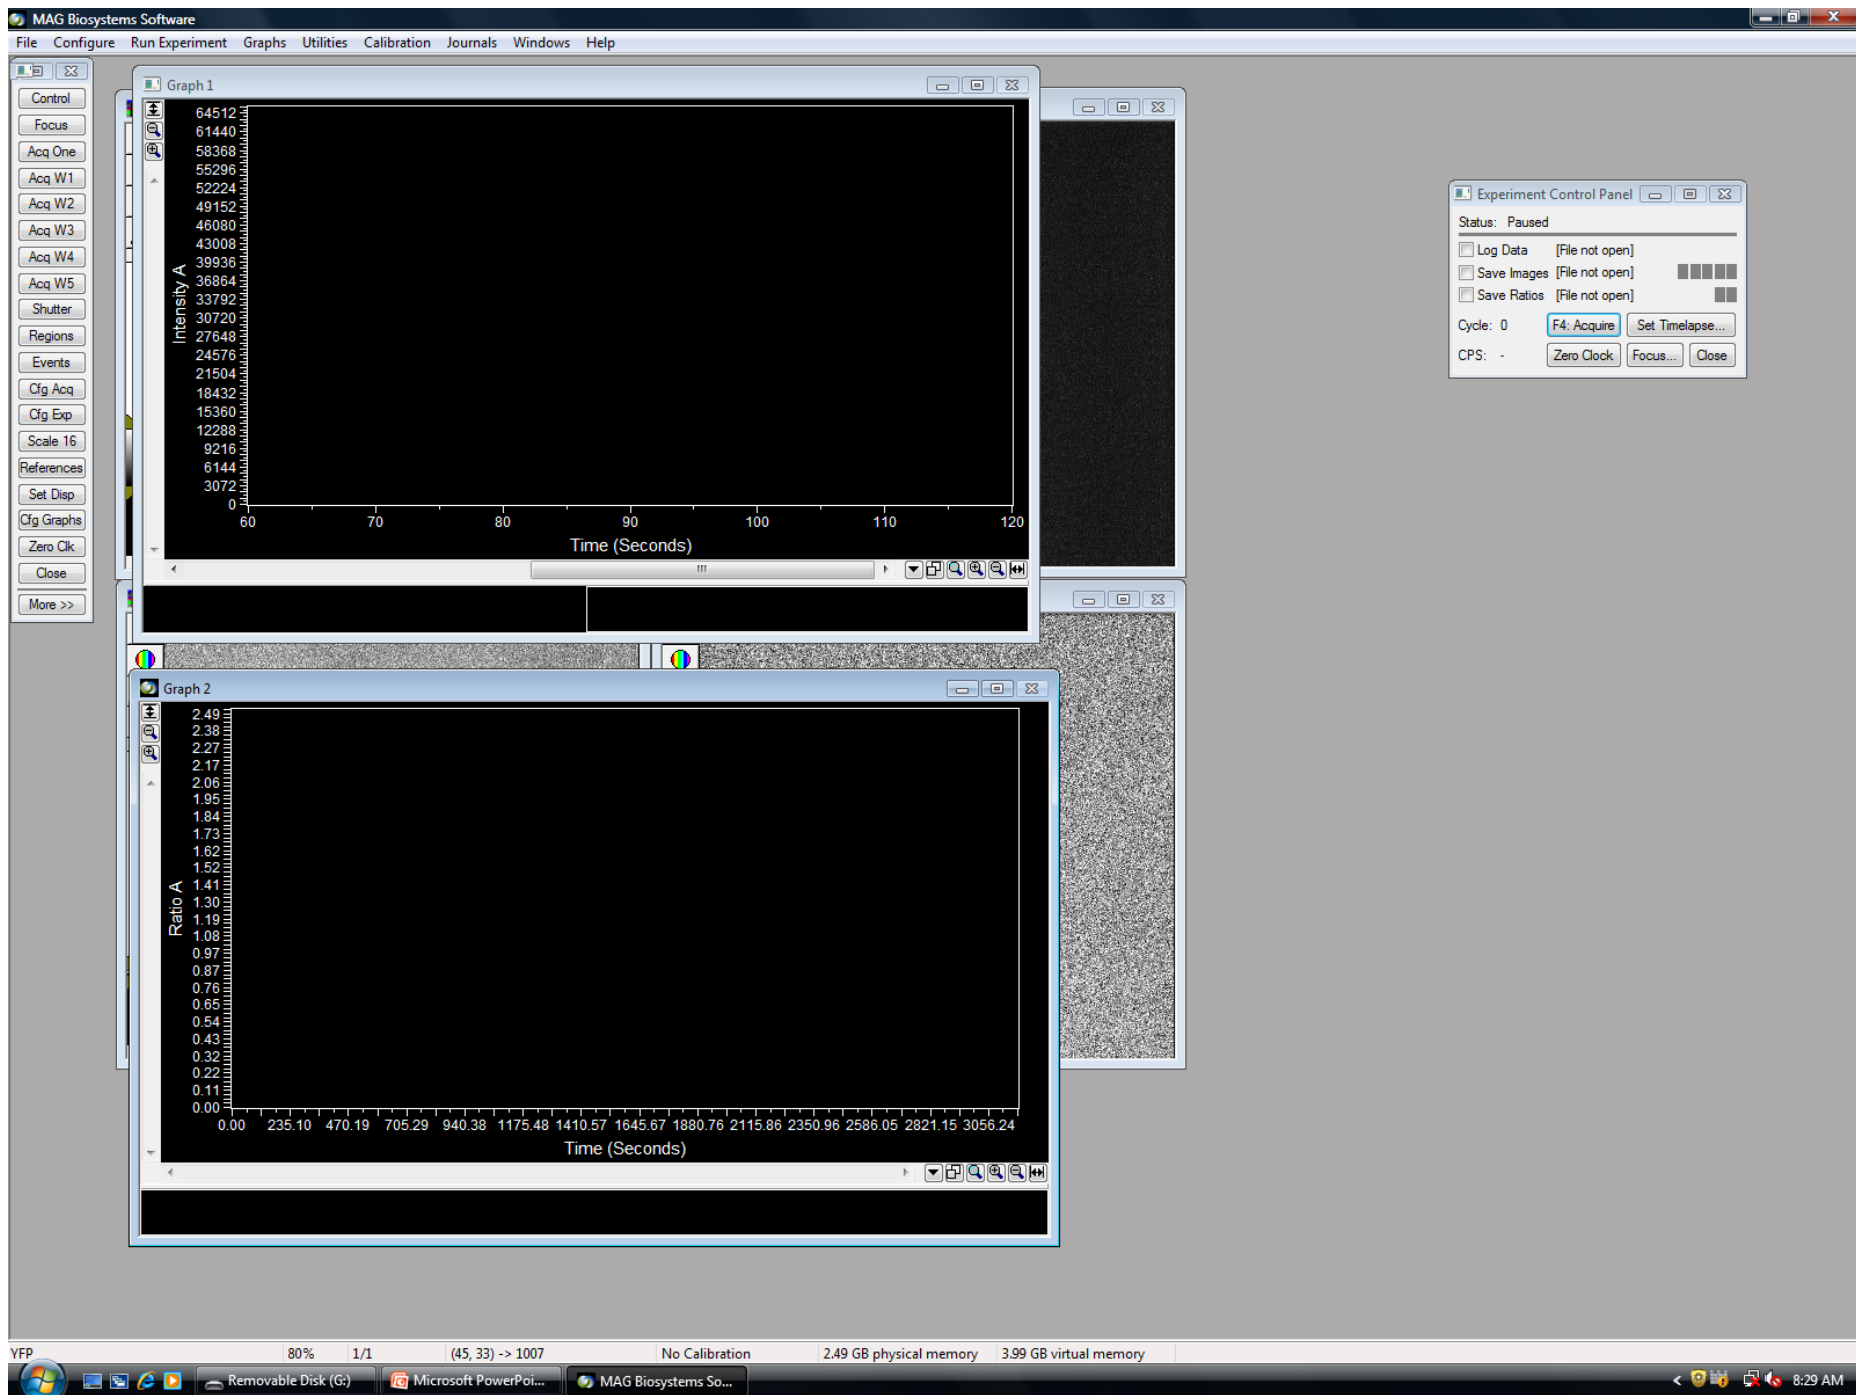 MAG Biosystems Software
File Configure Run Experiment Graphs Utilities Calibration Journals Windows Help
Control
Focus
Acq One
Acq W1
Acq W2
Acq W3
Acq W4
Acq W5
Shutter
Regions
Events
Cfg Acq
Cfg Exp
Scale 16
References
Set Disp
Cfg Graphs
Zero Clk
Close
More >>
Graph 1
64512
61440
58368
55296
52224
49152
46080
43008
39936
36864
33792
30720
27648
24576
21504
18432
15360
12288
9216
6144
3072
0
Intensity A
60 70 80 90 100 110 120
Time (Seconds)
Experiment Control Panel
Status: Paused
Log Data [File not open]
Save Images [File not open]
Save Ratios [File not open]
Cycle: 0 F4: Acquire Set Timelapse...
CPS: - Zero Clock Focus... Close
Graph 2
2.49
2.38
2.27
2.17
2.06
1.95
1.84
1.73
1.62
1.52
1.41
1.30
1.19
1.08
0.97
0.87
0.76
0.65
0.54
0.43
0.32
0.22
0.11
0.00
Ratio A
0.00 235.10 470.19 705.29 940.38 1175.48 1410.57 1645.67 1880.76 2115.86 2350.96 2586.05 2821.15 3056.24
Time (Seconds)
YFP 80% 1/1 (45, 33) -> 1007 No Calibration 2.49 GB physical memory 3.99 GB virtual memory
Removable Disk (G:) Microsoft PowerPoi... MAG Biosystems So... 8:29 AM